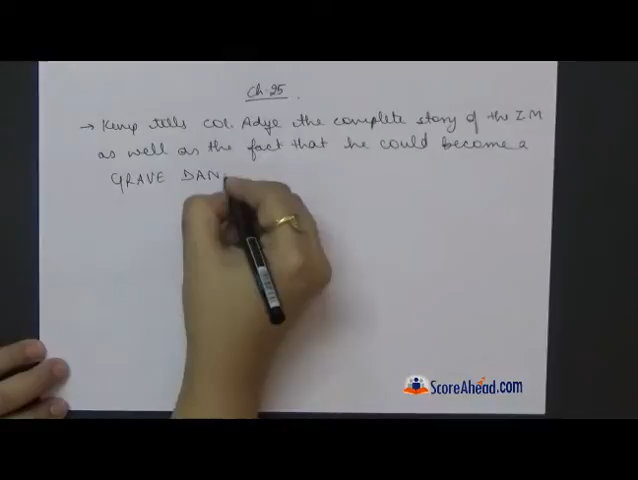 Ch-25
→ Kemp tells Col. Adye the complete story of the I.M
as well as the fact that he could become a
GRAVE DAN
ScoreAhead.com